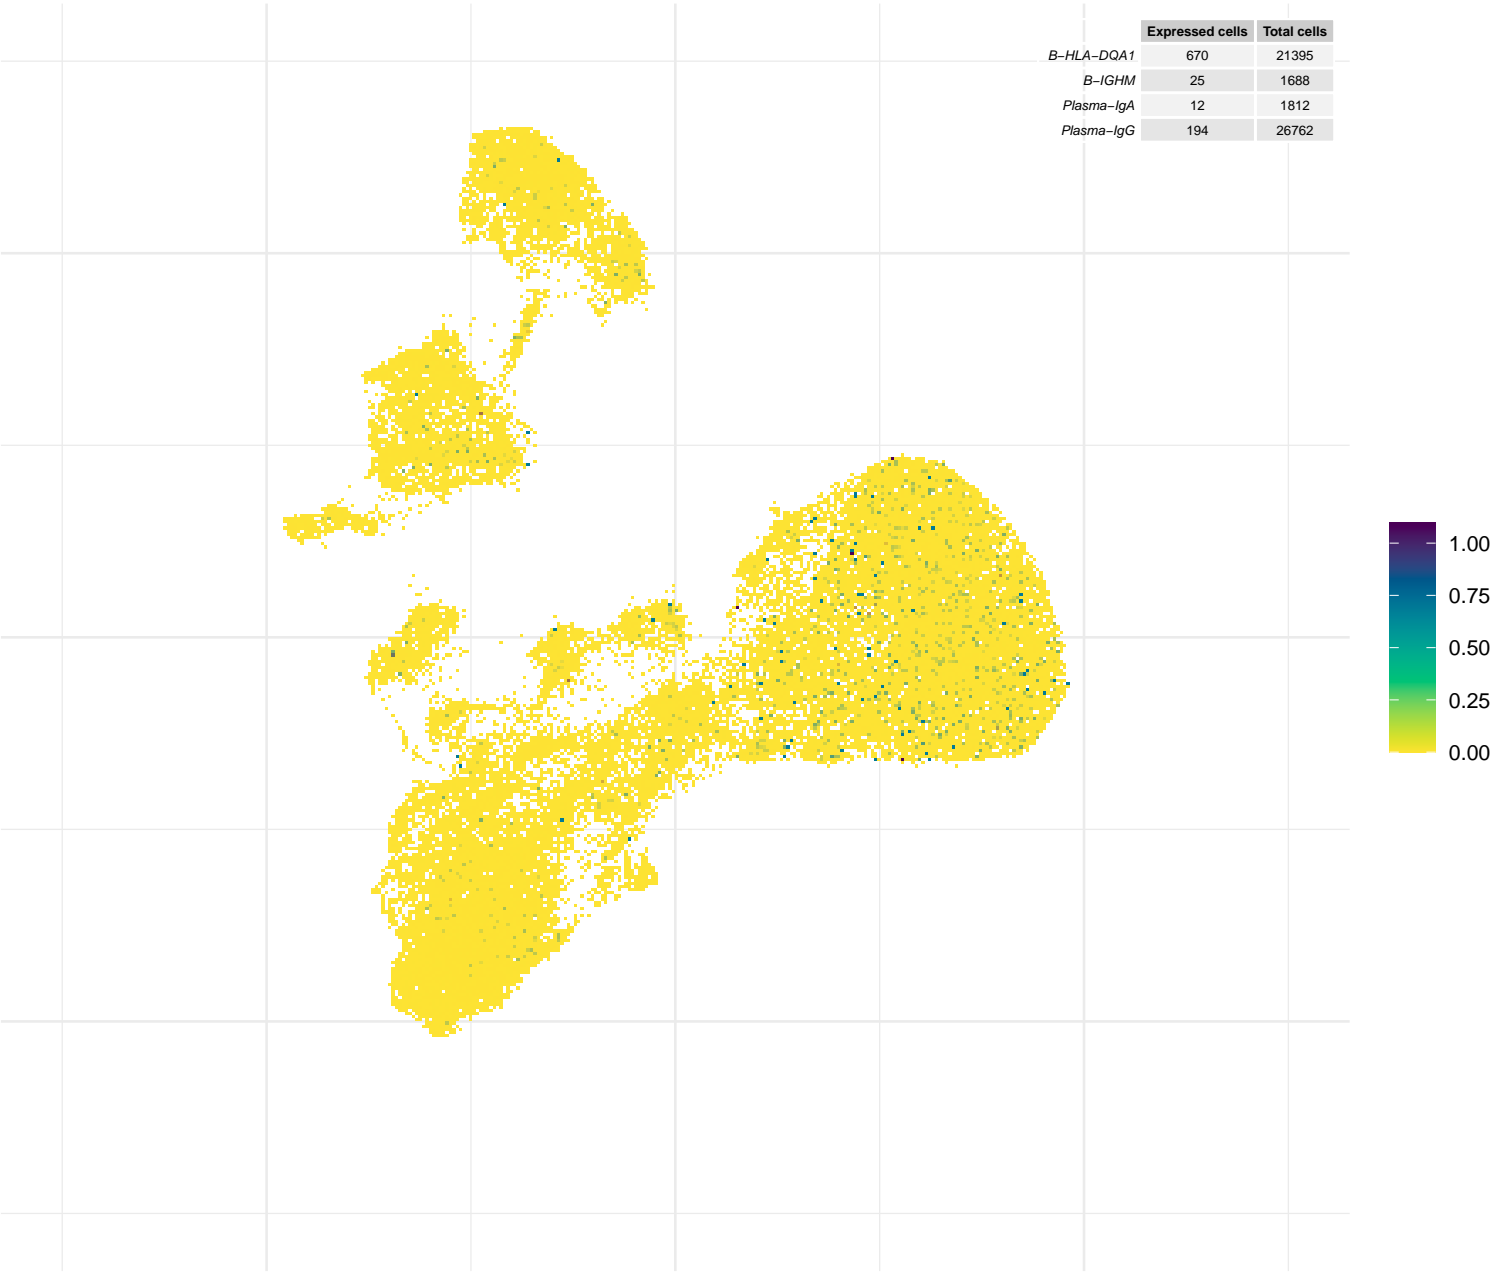 Expressed cells Total cells
B−HLA−DQA1 670 21395
B−IGHM 25 1688
Plasma−IgA 12 1812
Plasma−IgG 194 26762
1.00
0.75
0.50
0.25
0.00